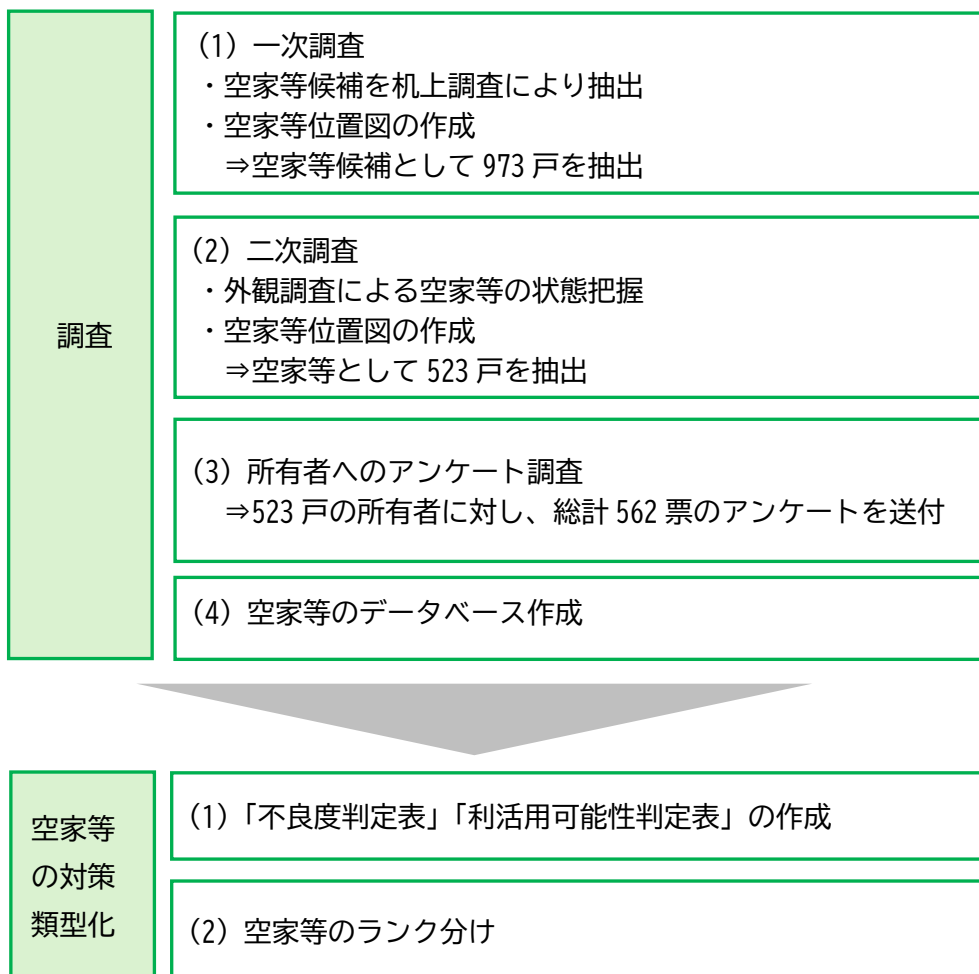 調査
(1) 一次調査
・空家等候補を机上調査により抽出
・空家等位置図の作成
⇒空家等候補として 973 戸を抽出
(2) 二次調査
・外観調査による空家等の状態把握
・空家等位置図の作成
⇒空家等として 523 戸を抽出
(3) 所有者へのアンケート調査
⇒523 戸の所有者に対し、総計 562 票のアンケートを送付
(4) 空家等のデータベース作成
空家等
の対策
類型化
(1)「不良度判定表」「利活用可能性判定表」の作成
(2) 空家等のランク分け